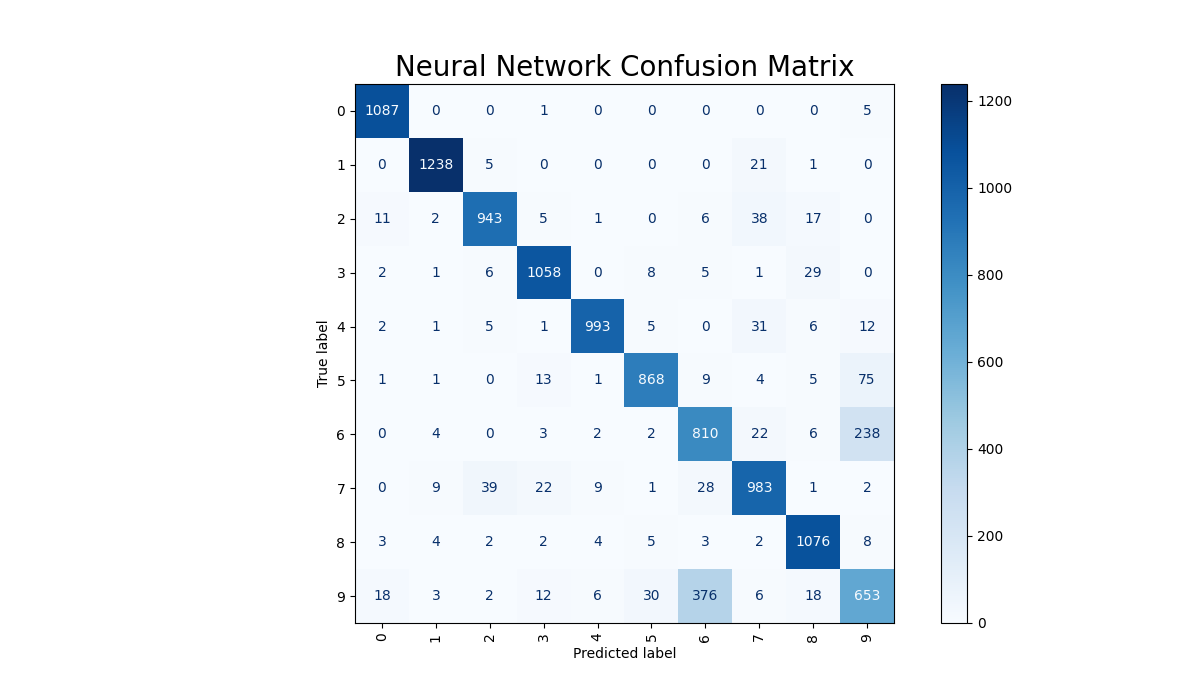 Neural Network Confusion Matrix
0 1087 0 0 1 0 0 0 0 0 5
1 0 1238 5 0 0 0 0 21 1 0
2 11 2 943 5 1 0 6 38 17 0
3 2 1 6 1058 0 8 5 1 29 0
4 2 1 5 1 993 5 0 31 6 12
5 1 1 0 13 1 868 9 4 5 75
6 0 4 0 3 2 2 810 22 6 238
7 0 9 39 22 9 1 28 983 1 2
8 3 4 2 2 4 5 3 2 1076 8
9 18 3 2 12 6 30 376 6 18 653
0 1 2 3 4 5 6 7 8 9
True label
Predicted label
1200
1000
800
600
400
200
0